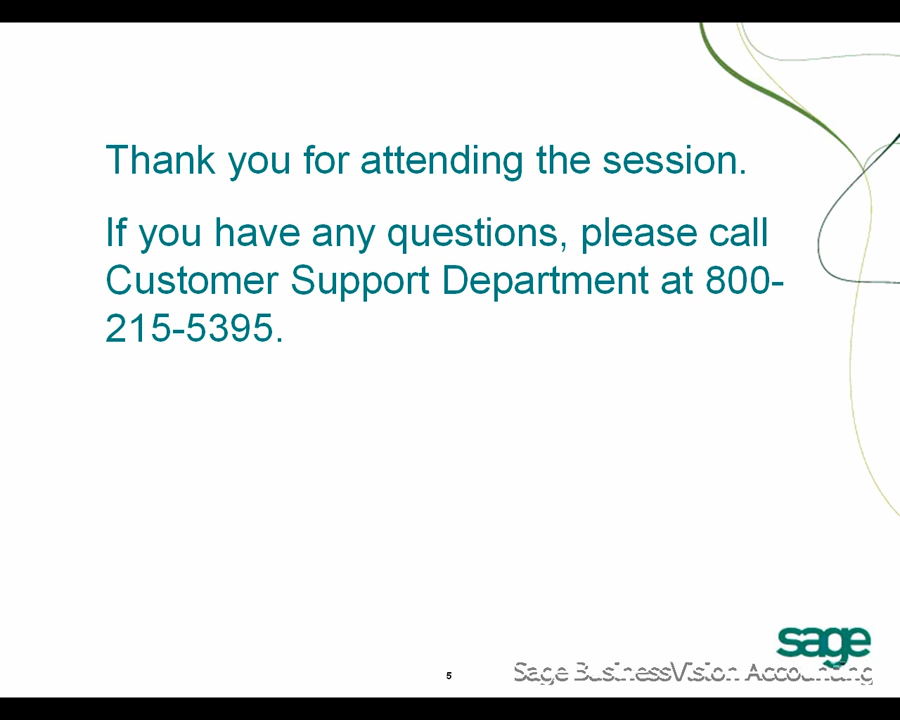 Thank you for attending the session.
If you have any questions, please call
Customer Support Department at 800-
215-5395.
sage
5
Sage BusinessVision Accounting